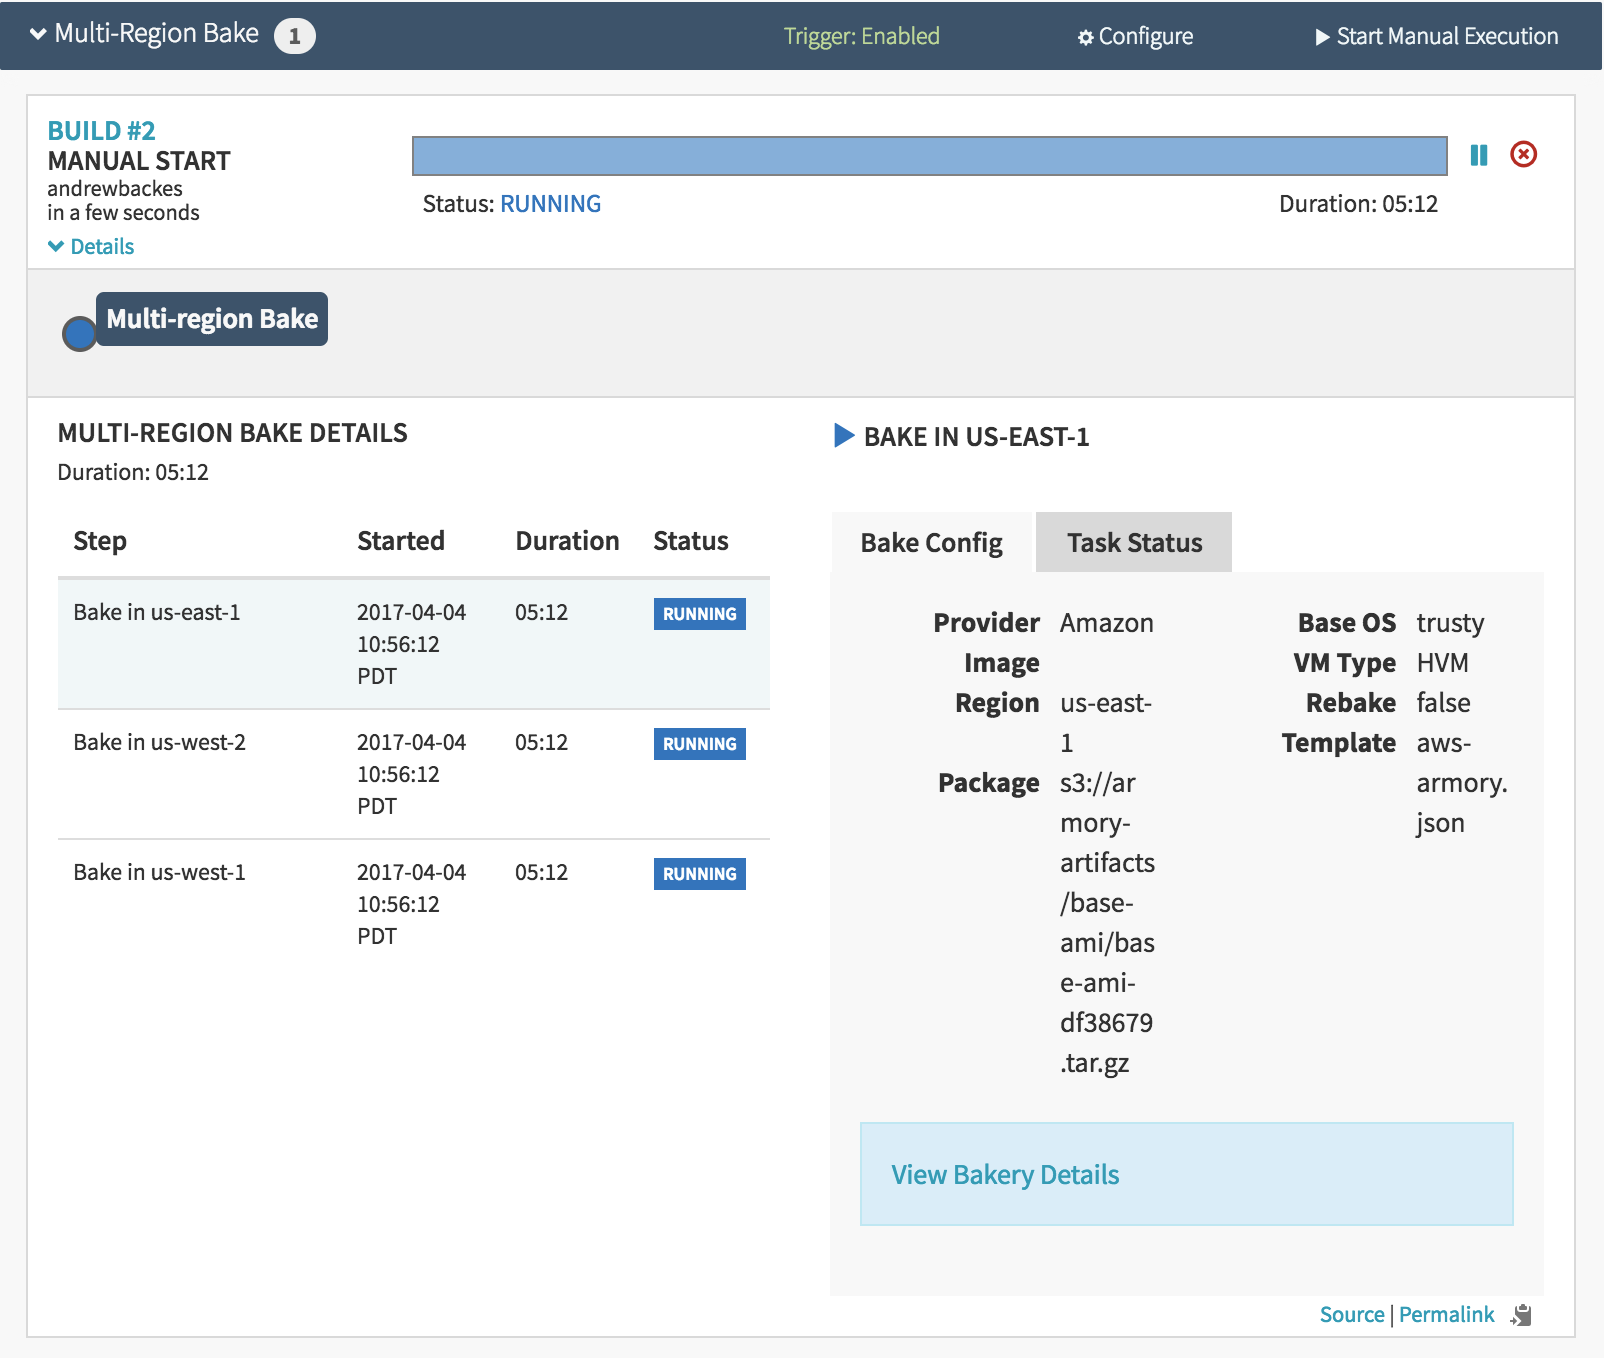 Multi-Region Bake 1 Trigger: Enabled Configure Start Manual Execution
BUILD #2
MANUAL START
andrewbackes
in a few seconds
Details
Status: RUNNING Duration: 05:12
Multi-region Bake
MULTI-REGION BAKE DETAILS
Duration: 05:12
Step Started Duration Status
Bake in us-east-1 2017-04-04 05:12 RUNNING
10:56:12
PDT
Bake in us-west-2 2017-04-04 05:12 RUNNING
10:56:12
PDT
Bake in us-west-1 2017-04-04 05:12 RUNNING
10:56:12
PDT
BAKE IN US-EAST-1
Bake Config Task Status
Provider Amazon
Image
Region us-east-
1
Package s3://ar
mory-
artifacts
/base-
ami/bas
e-ami-
df38679
.tar.gz
Base OS trusty
VM Type HVM
Rebake false
Template aws-
armory.
json
View Bakery Details
Source | Permalink